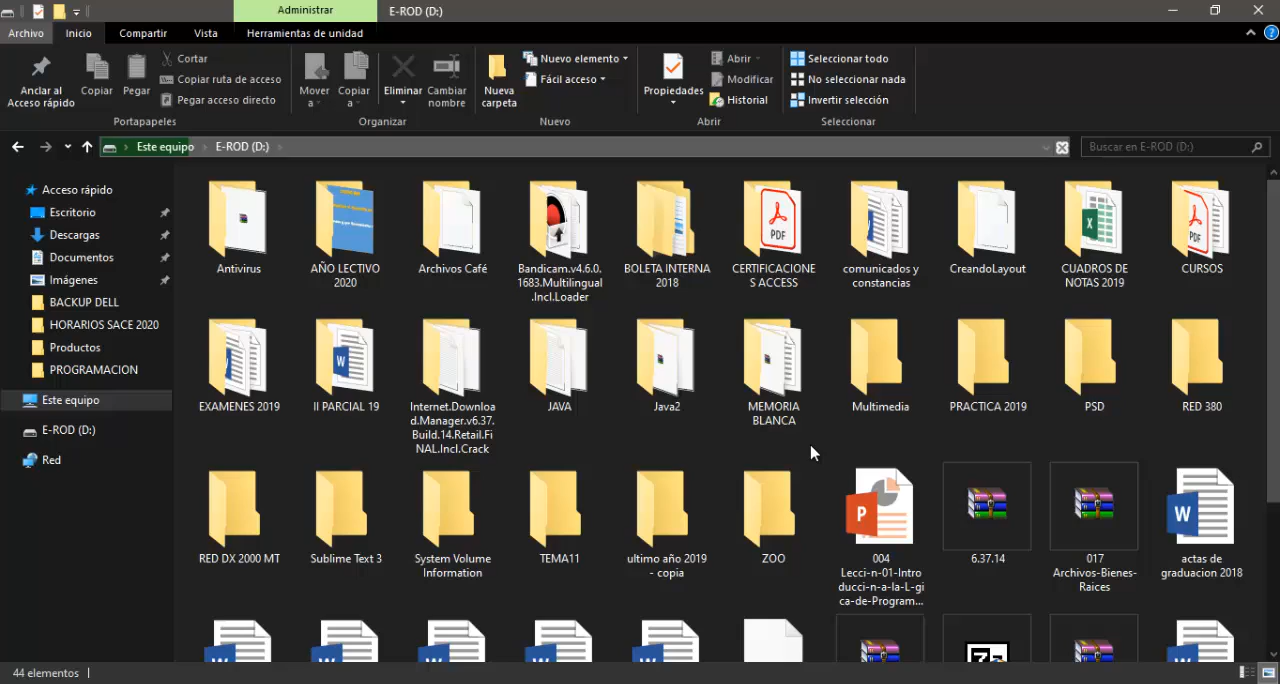 Administrar
E-ROD (D:)
Archivo
Inicio
Compartir
Vista
Herramientas de unidad
Anclar al
Acceso rápido
Copiar
Pegar
Cortar
Copiar ruta de acceso
Pegar acceso directo
Portapapeles
Mover
a
Copiar
a
Eliminar
Cambiar
nombre
Organizar
Nueva
carpeta
Nuevo elemento
Fácil acceso
Nuevo
Propiedades
Abrir
Modificar
Historial
Abrir
Seleccionar todo
No seleccionar nada
Invertir selección
Seleccionar
Este equipo
E-ROD (D:)
Buscar en E-ROD (D:)
Acceso rápido
Escritorio
Descargas
Documentos
Imágenes
BACKUP DELL
HORARIOS SACE 2020
Productos
PROGRAMACION
Este equipo
E-ROD (D:)
Red
Antivirus
AÑO LECTIVO
2020
Archivos Café
Bandicam.v4.6.0.
1683.Multilingual
.Incl.Loader
BOLETA INTERNA
2018
PDF
CERTIFICACIONE
S ACCESS
comunicados y
constancias
CreandoLayout
CUADROS DE
NOTAS 2019
PDF
CURSOS
EXAMENES 2019
II PARCIAL 19
Internet.Downloa
d.Manager.v6.37.
Build.14.Retail.Fi
NAL.Incl.Crack
JAVA
Java2
MEMORIA
BLANCA
Multimedia
PRACTICA 2019
PSD
RED 380
RED DX 2000 MT
Sublime Text 3
System Volume
Information
TEMA11
ultimo año 2019
- copia
ZOO
004
Lecci-n-01-Intro
ducci-n-a-la-L-gi
ca-de-Program...
6.37.14
017
Archivos-Bienes-
Raices
actas de
graduacion 2018
44 elementos